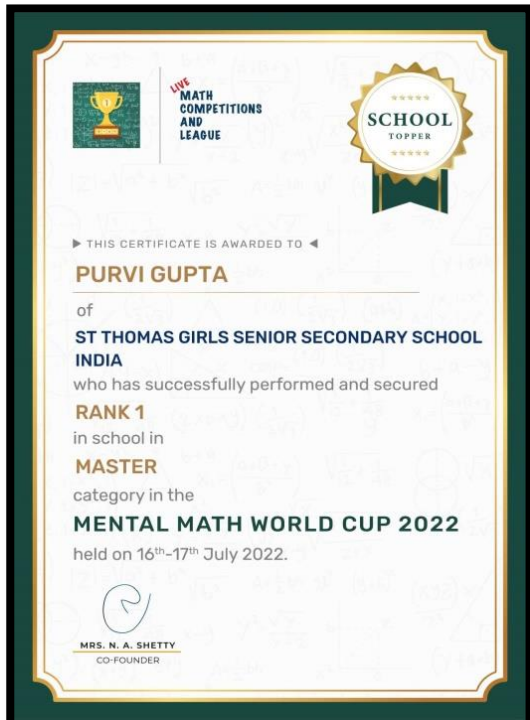 LIVE
MATH
COMPETITIONS
AND
LEAGUE
SCHOOL
TOPPER
▶ THIS CERTIFICATE IS AWARDED TO ◀
PURVI GUPTA
of
ST THOMAS GIRLS SENIOR SECONDARY SCHOOL
INDIA
who has successfully performed and secured
RANK 1
in school in
MASTER
category in the
MENTAL MATH WORLD CUP 2022
held on 16th-17th July 2022.
MRS. N. A. SHETTY
CO-FOUNDER